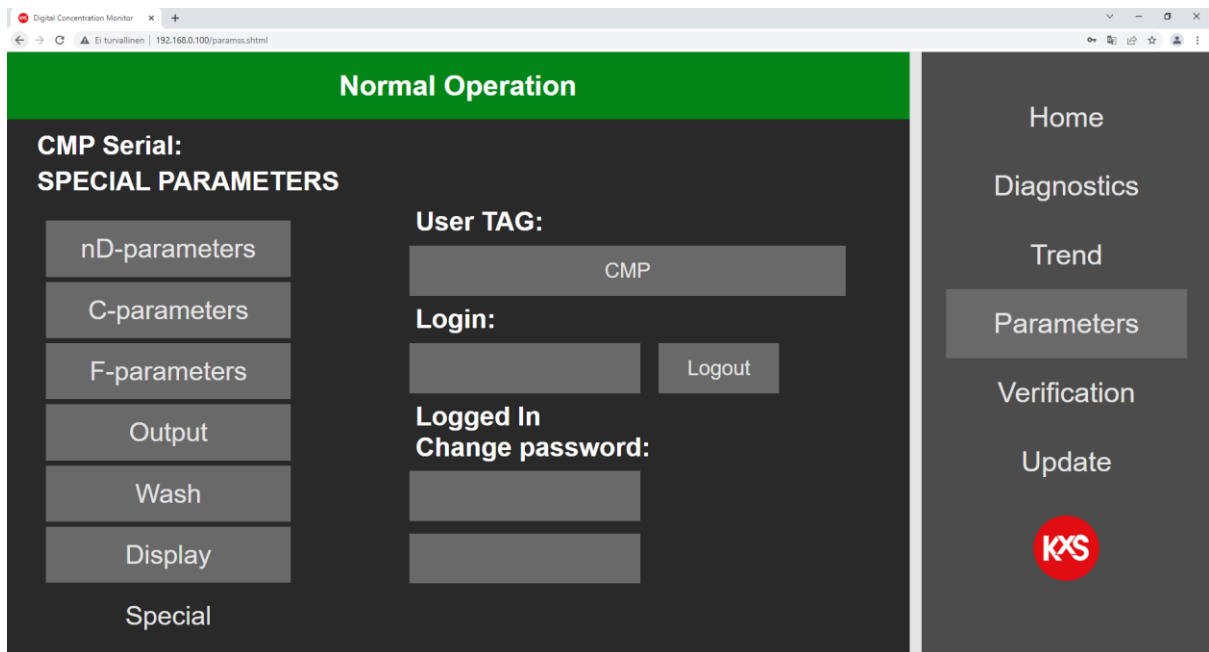 Digital Concentration Monitor
Ei turvallinen | 192.168.0.100/paramss.shtml
Normal Operation
CMP Serial:
SPECIAL PARAMETERS
nD-parameters
C-parameters
F-parameters
Output
Wash
Display
Special
User TAG:
CMP
Login:
Logout
Logged In
Change password:
Home
Diagnostics
Trend
Parameters
Verification
Update
KXS